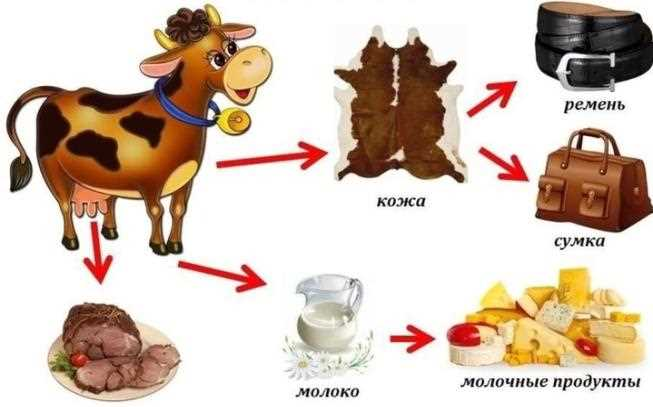 ремень
кожа
сумка
молоко
молочные продукты